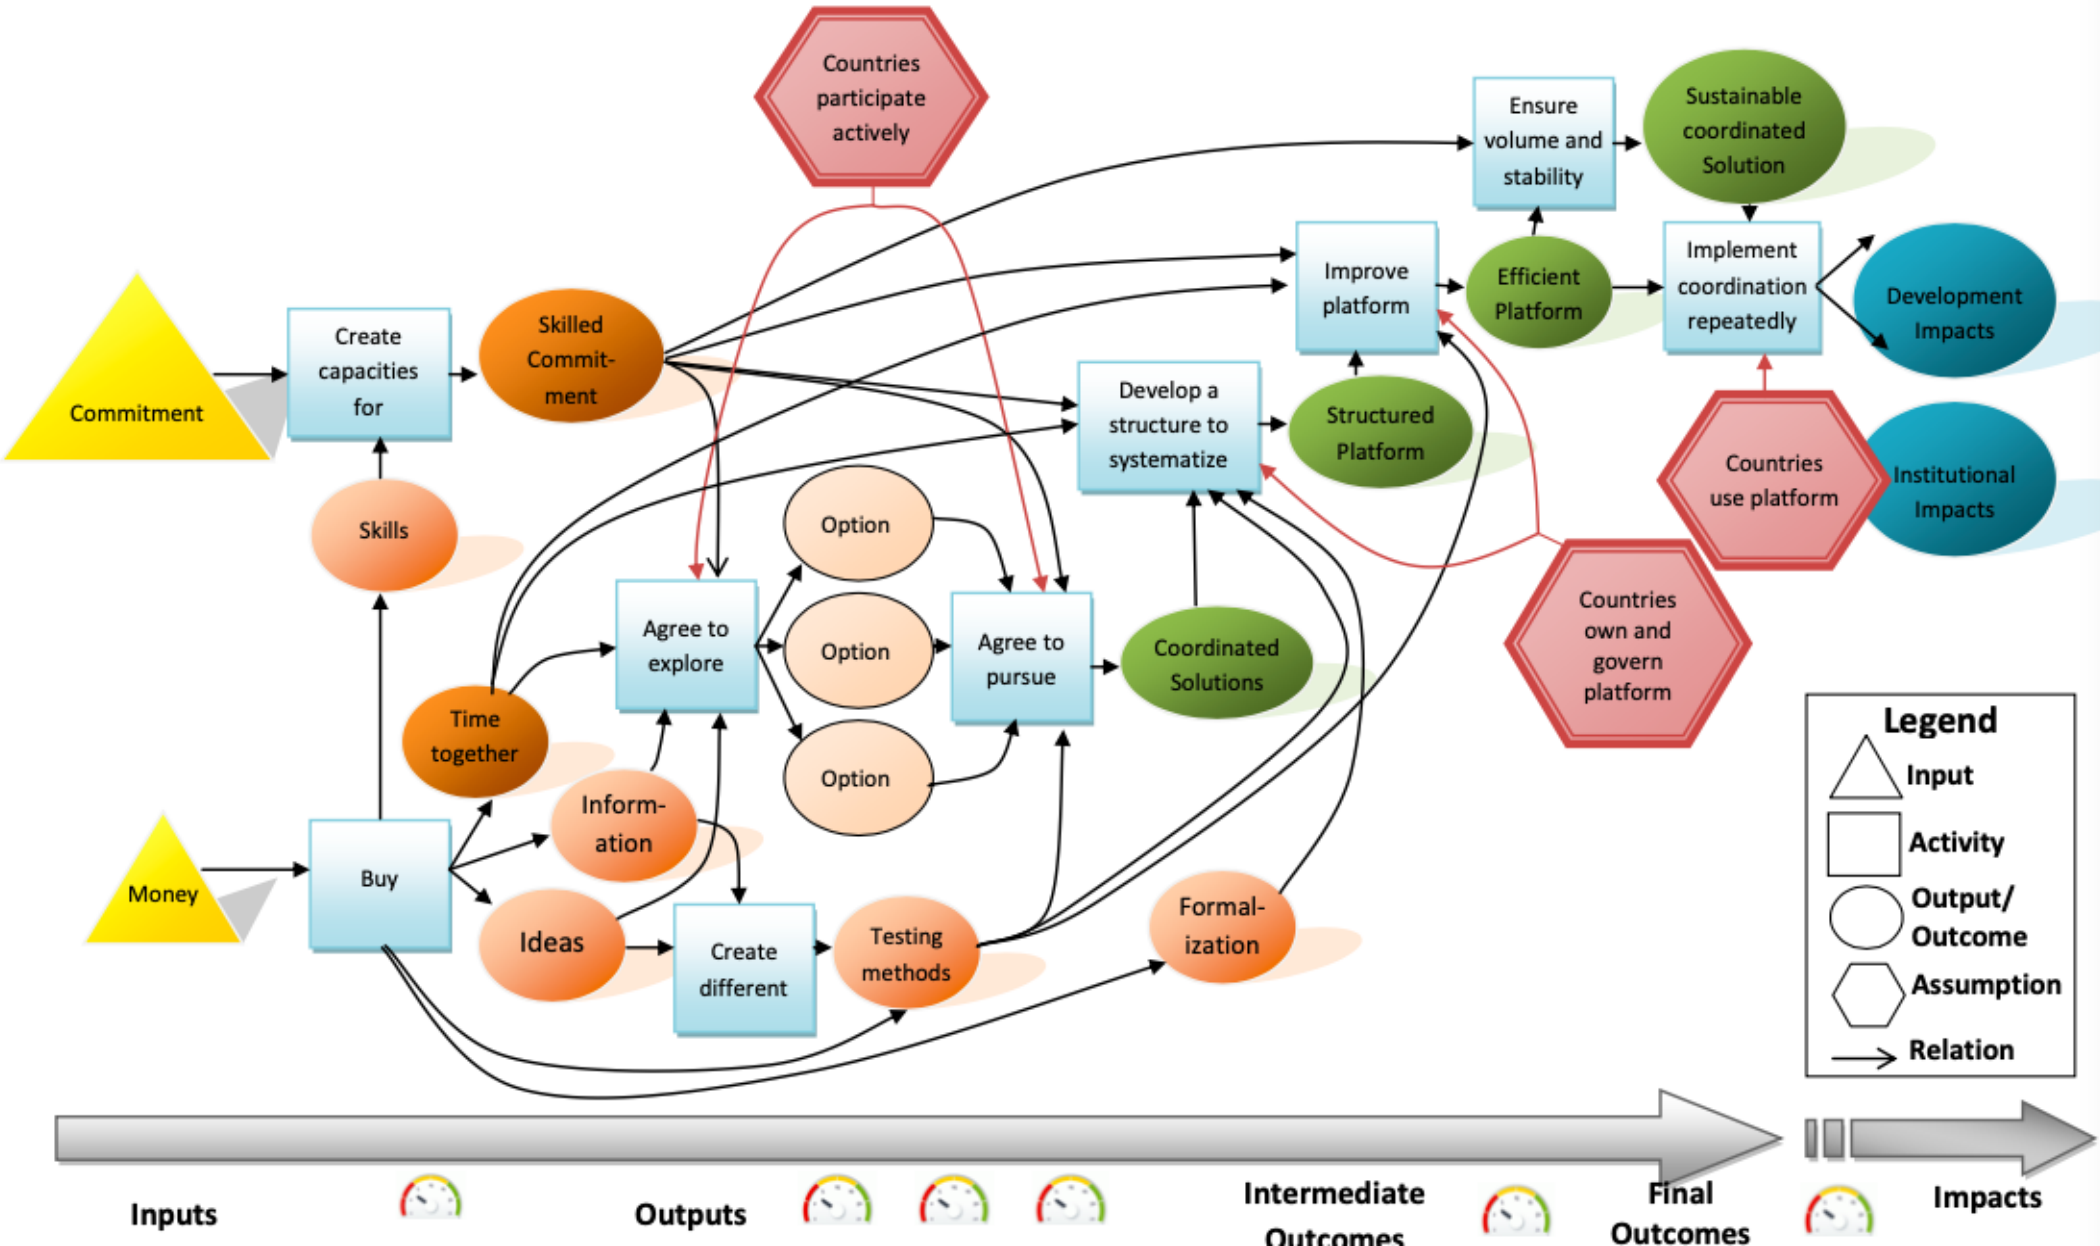 Countries
participate
actively
Ensure
volume and
stability
Sustainable
coordinated
Solution
Commitment
Create
capacities
for
Skilled
Commit-
ment
Improve
platform
Efficient
Platform
Implement
coordination
repeatedly
Development
Impacts
Develop a
structure to
systematize
Structured
Platform
Countries
use platform
Institutional
Impacts
Skills
Option
Option
Option
Agree to
explore
Agree to
pursue
Coordinated
Solutions
Countries
own and
govern
platform
Time
together
Inform-
ation
Money
Buy
Ideas
Create
different
Testing
methods
Formal-
ization
Legend
Input
Activity
Output/
Outcome
Assumption
Relation
Inputs
Outputs
Intermediate
Outcomes
Final
Outcomes
Impacts